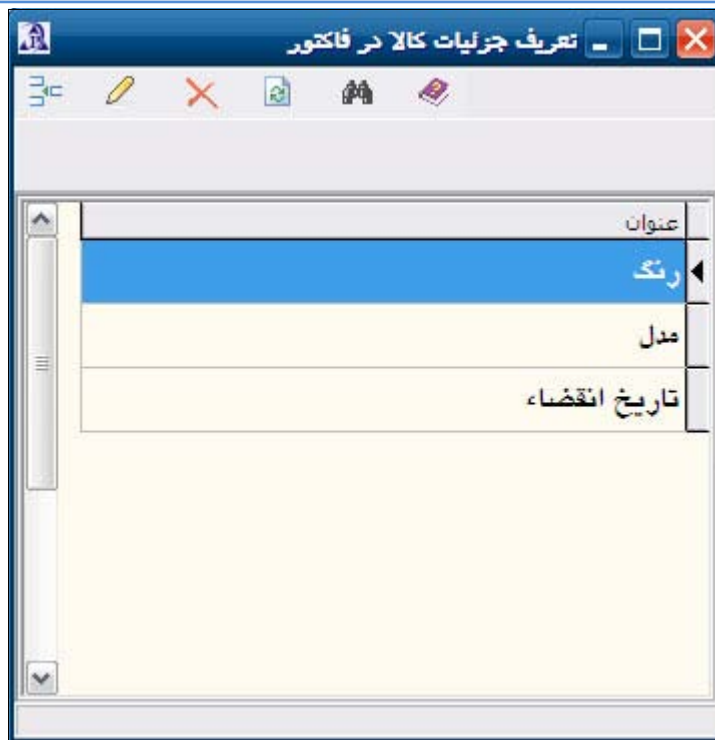 تعریف جزئیات کالا در فاکتور
عنوان
رنگ
مدل
تاریخ انقضاء